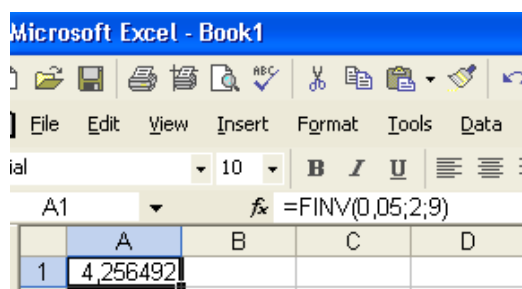 Microsoft Excel - Book1
ABC
File Edit View Insert Format Tools Data
ial 10 B I U
A1 fx =FINV(0,05;2;9)
A B C D
1 4,256492